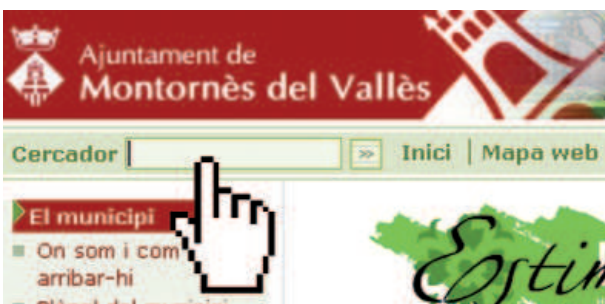 Ajuntament de
Montornès del Vallès
Cercador » Inici | Mapa web
El municipi
On som i com
arribar-hi